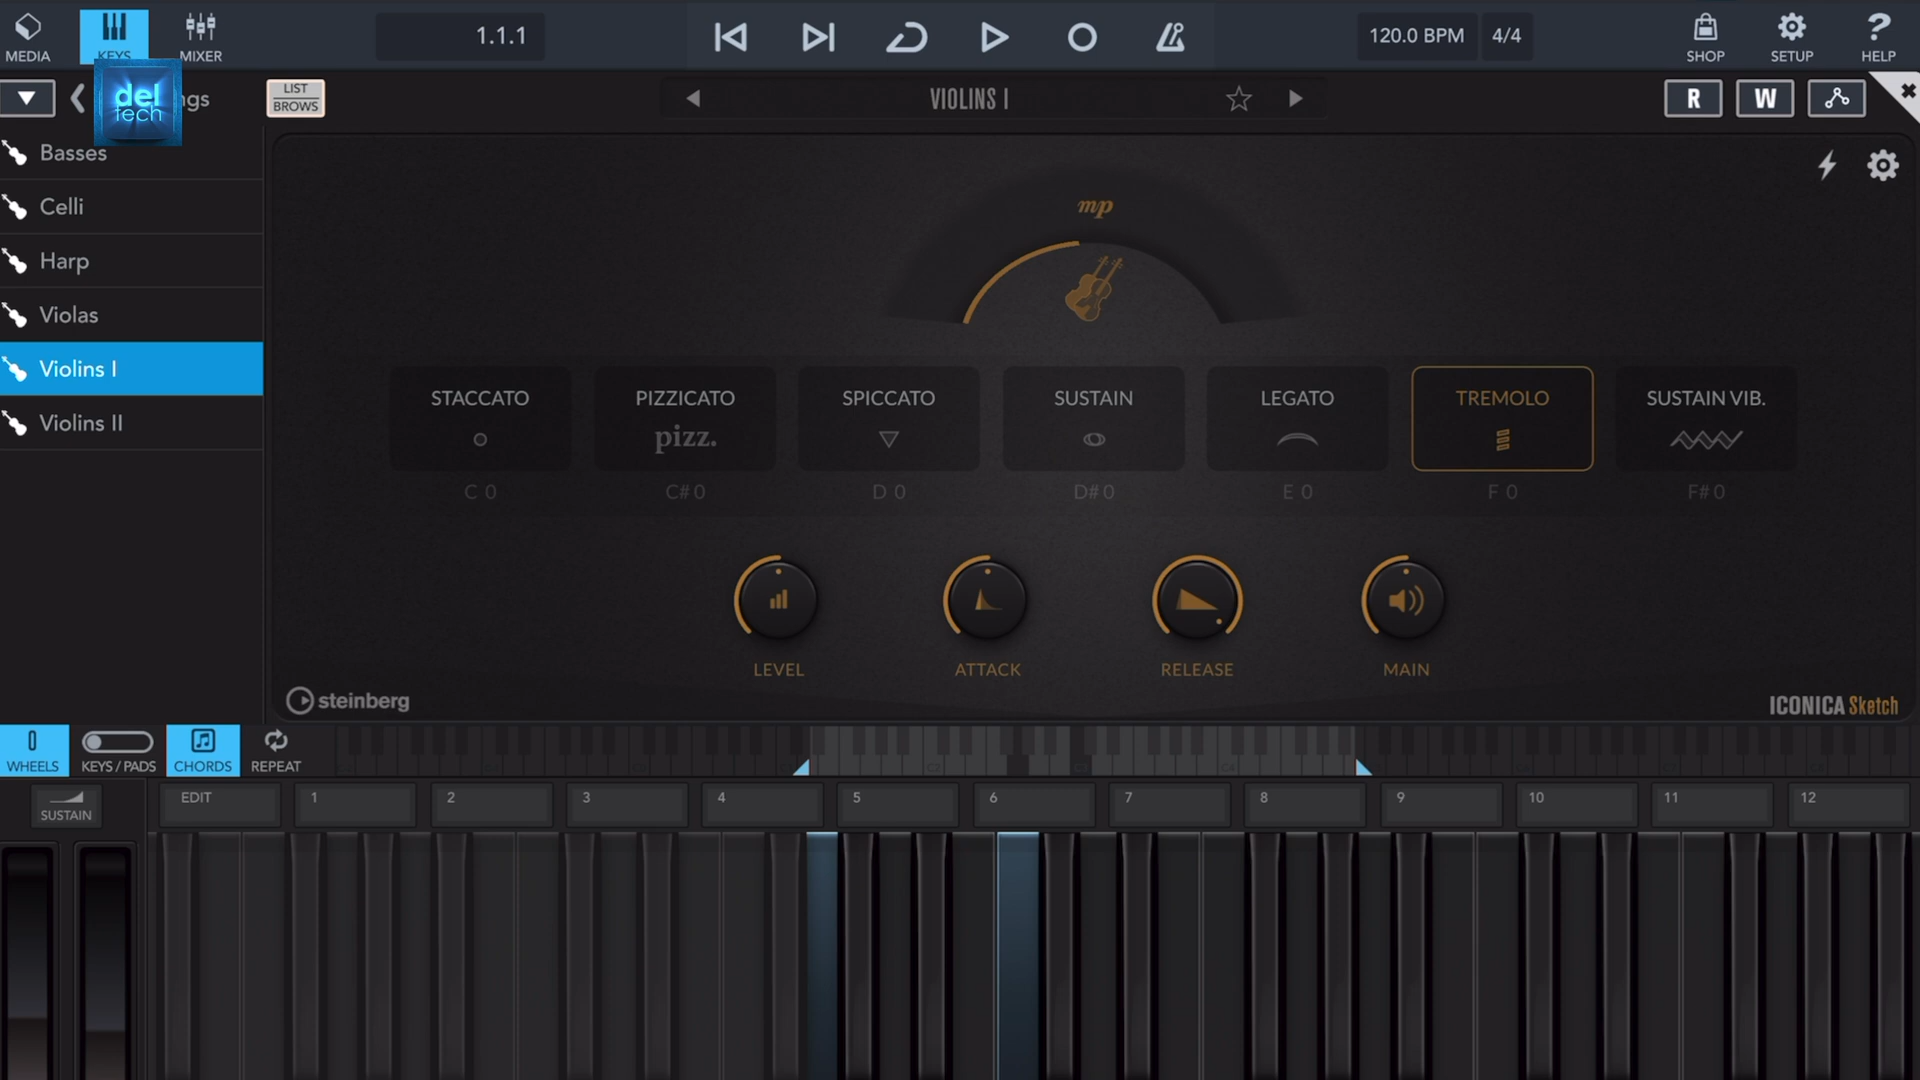 MEDIA
KEYS
MIXER
1.1.1
120.0 BPM
4/4
SHOP
SETUP
HELP
del
tech
ngs
LIST
BROWS
VIOLINS I
R
W
Basses
Celli
Harp
Violas
Violins I
Violins II
mp
STACCATO
PIZZICATO
pizz.
SPICCATO
SUSTAIN
LEGATO
TREMOLO
SUSTAIN VIB.
C 0
C# 0
D 0
D# 0
E 0
F 0
F# 0
LEVEL
ATTACK
RELEASE
MAIN
steinberg
ICONICA Sketch
WHEELS
KEYS / PADS
CHORDS
REPEAT
SUSTAIN
EDIT
1
2
3
4
5
6
7
8
9
10
11
12